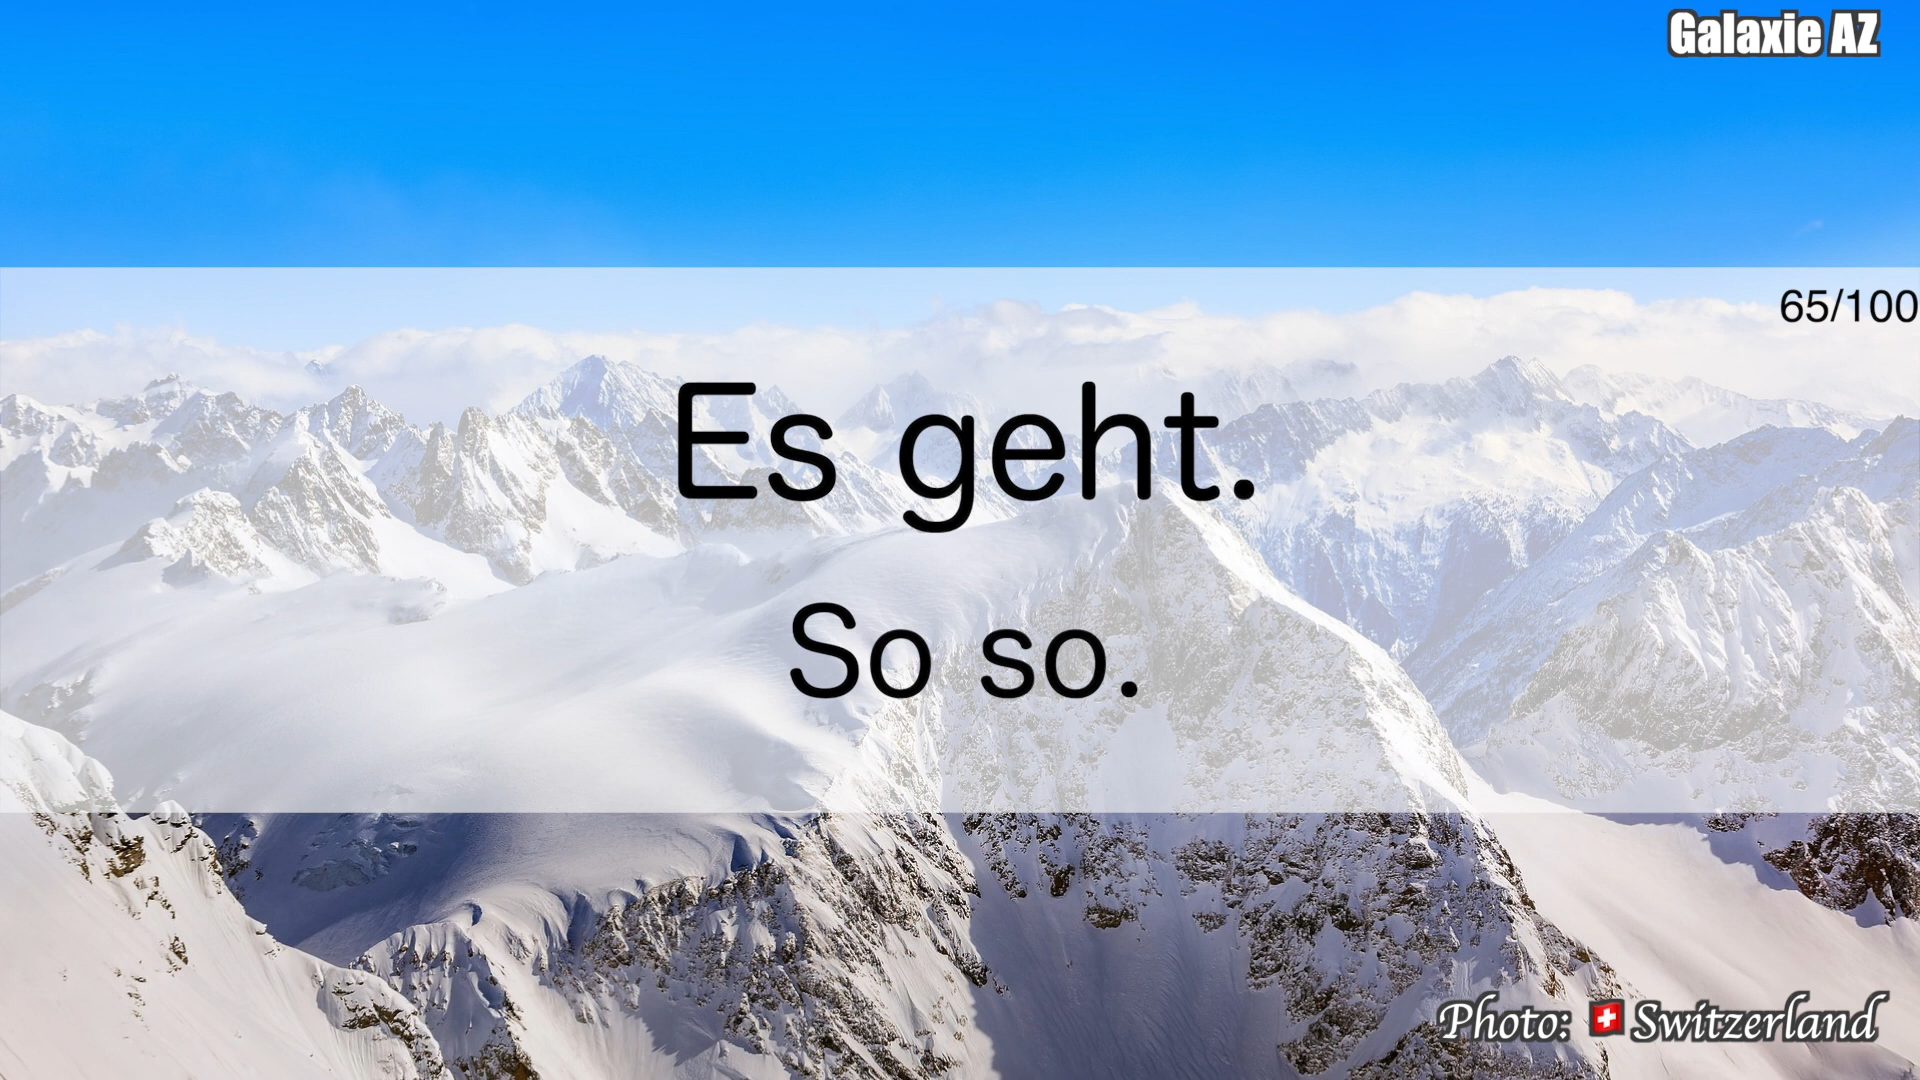 Galaxie AZ
65/100
Es geht.
So so.
Photo: 🇨🇭 Switzerland